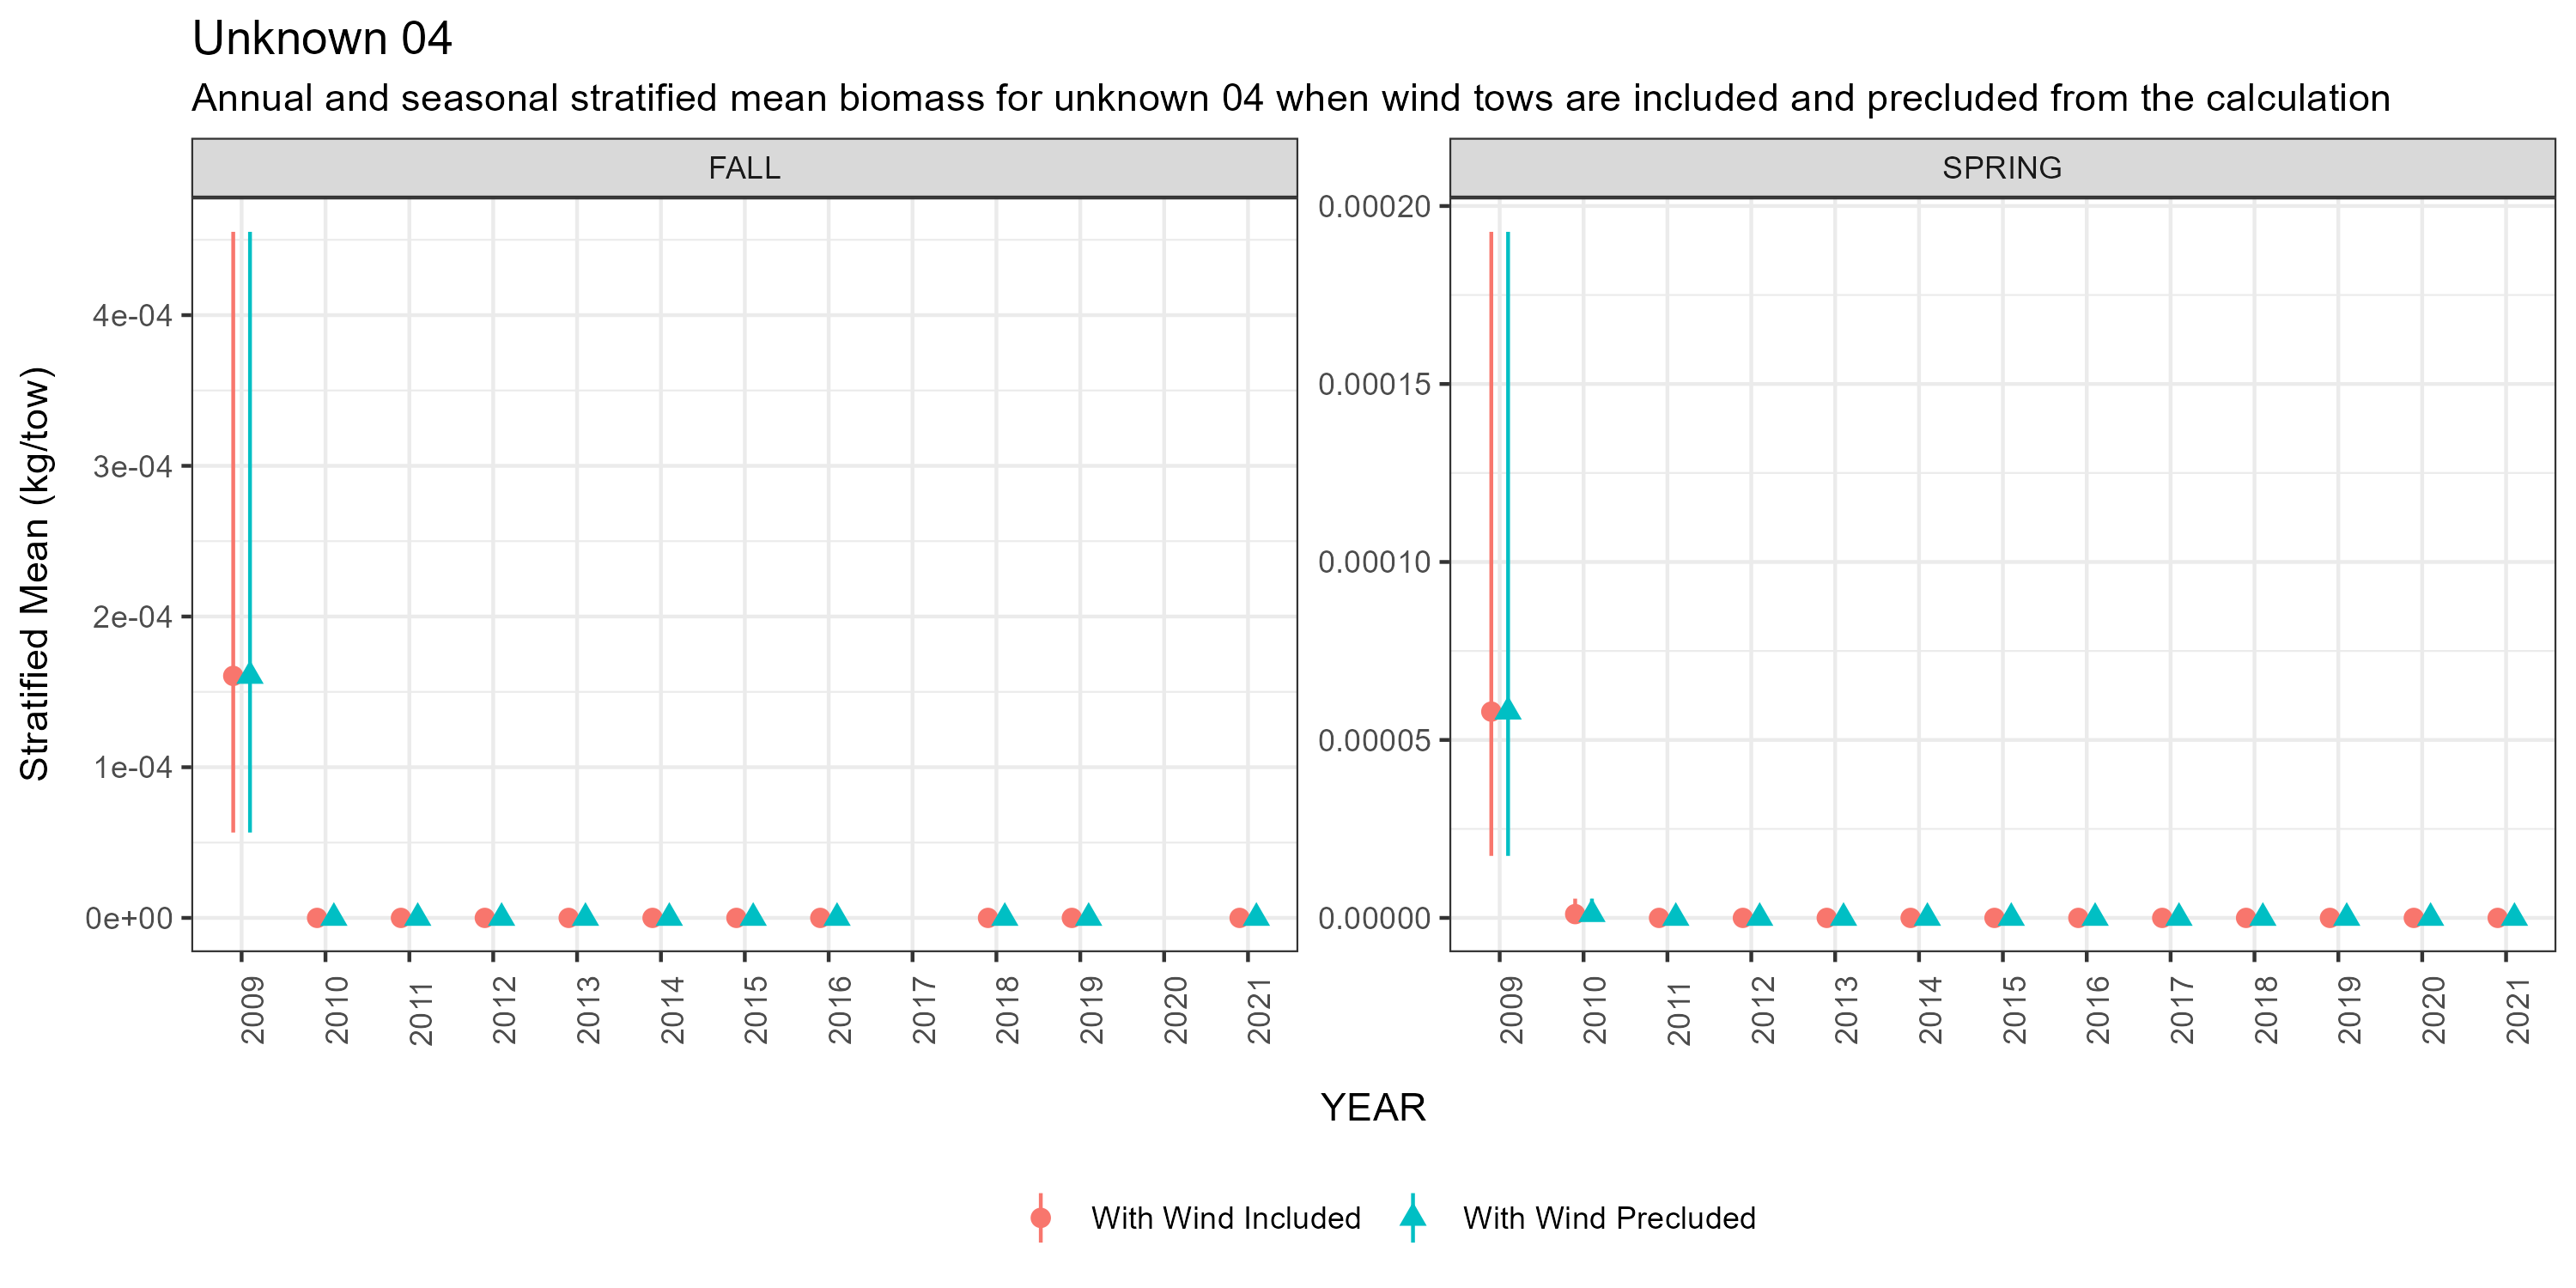 Unknown 04
Annual and seasonal stratified mean biomass for unknown 04 when wind tows are included and precluded from the calculation
FALL
SPRING
Stratified Mean (kg/tow)
4e-04
3e-04
2e-04
1e-04
0e+00
0.00020
0.00015
0.00010
0.00005
0.00000
2009 2010 2011 2012 2013 2014 2015 2016 2017 2018 2019 2020 2021
2009 2010 2011 2012 2013 2014 2015 2016 2017 2018 2019 2020 2021
YEAR
With Wind Included
With Wind Precluded